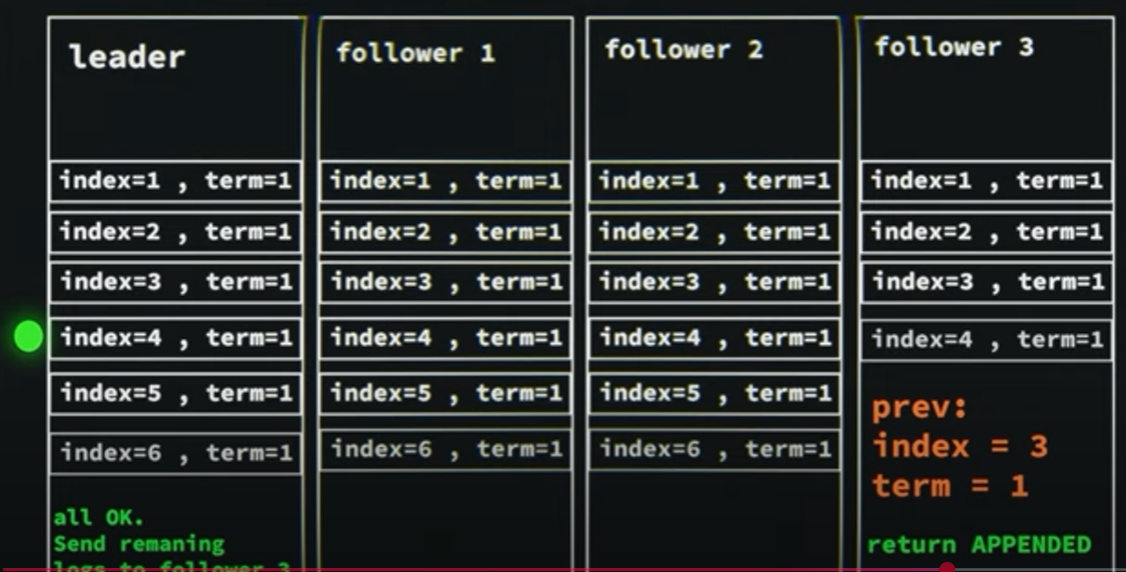 leader
index=1 , term=1
index=2 , term=1
index=3 , term=1
index=4 , term=1
index=5 , term=1
index=6 , term=1
all OK.
Send remaning
logs to follower 3
follower 1
index=1 , term=1
index=2 , term=1
index=3 , term=1
index=4 , term=1
index=5 , term=1
index=6 , term=1
follower 2
index=1 , term=1
index=2 , term=1
index=3 , term=1
index=4 , term=1
index=5 , term=1
index=6 , term=1
follower 3
index=1 , term=1
index=2 , term=1
index=3 , term=1
index=4 , term=1
prev:
index = 3
term = 1
return APPENDED